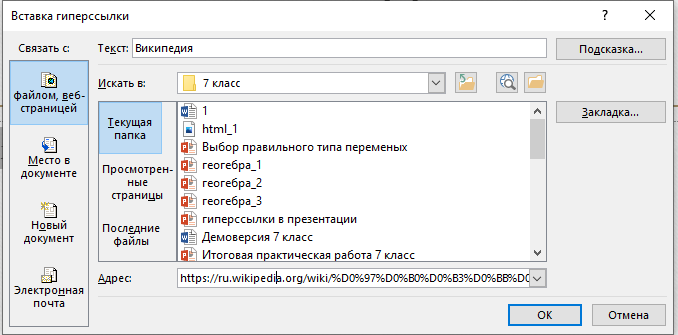 Вставка гиперссылки
?
Связать с:
Текст: Википедия
Подсказка...
файлом, веб-
страницей
Искать в: 7 класс
Закладка...
Место в
документе
Новый
документ
Электронная
почта
Текущая
папка
Просмотрен-
ные
страницы
Последние
файлы
1
html_1
Выбор правильного типа переменых
геогебра_1
геогебра_2
геогебра_3
гиперссылки в презентации
Демоверсия 7 класс
Итоговая практическая работа 7 класс
Адрес: https://ru.wikipedia.org/wiki/%D0%97%D0%B0%D0%B3%D0%BB%D0
ОК
Отмена